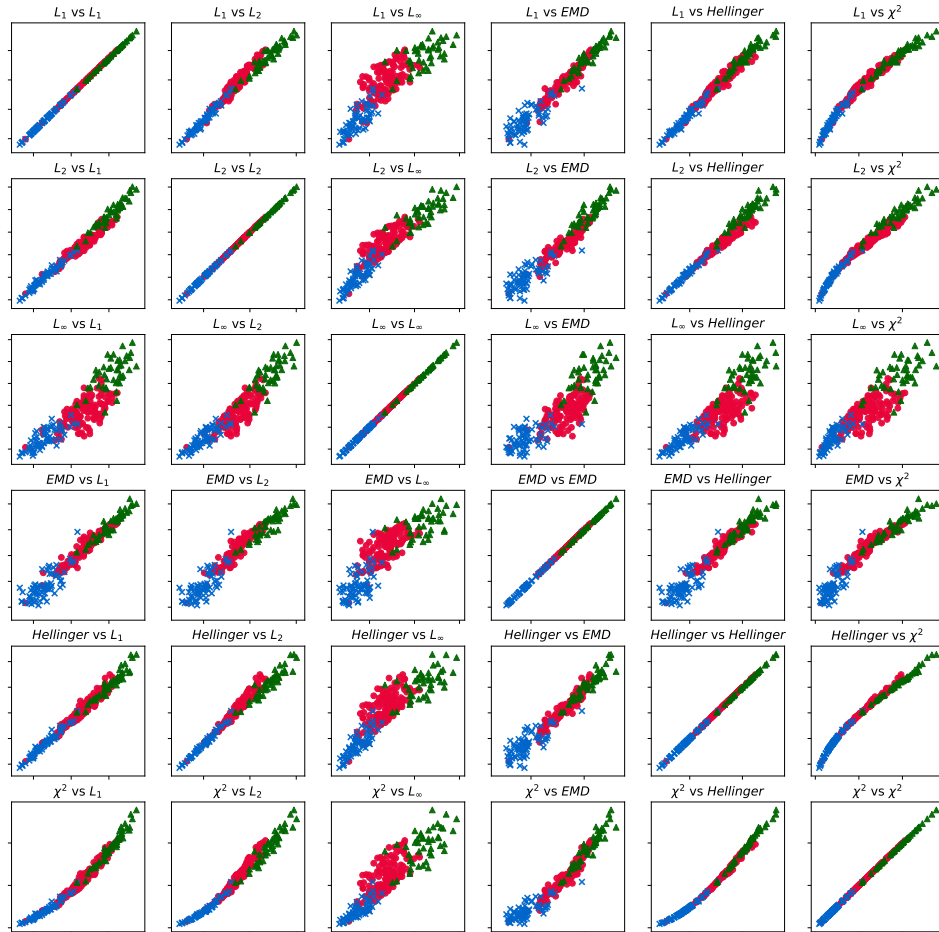 L₁ vs L₁
L₁ vs L₂
L₁ vs L∞
L₁ vs EMD
L₁ vs Hellinger
L₁ vs χ²
L₂ vs L₁
L₂ vs L₂
L₂ vs L∞
L₂ vs EMD
L₂ vs Hellinger
L₂ vs χ²
L∞ vs L₁
L∞ vs L₂
L∞ vs L∞
L∞ vs EMD
L∞ vs Hellinger
L∞ vs χ²
EMD vs L₁
EMD vs L₂
EMD vs L∞
EMD vs EMD
EMD vs Hellinger
EMD vs χ²
Hellinger vs L₁
Hellinger vs L₂
Hellinger vs L∞
Hellinger vs EMD
Hellinger vs Hellinger
Hellinger vs χ²
χ² vs L₁
χ² vs L₂
χ² vs L∞
χ² vs EMD
χ² vs Hellinger
χ² vs χ²